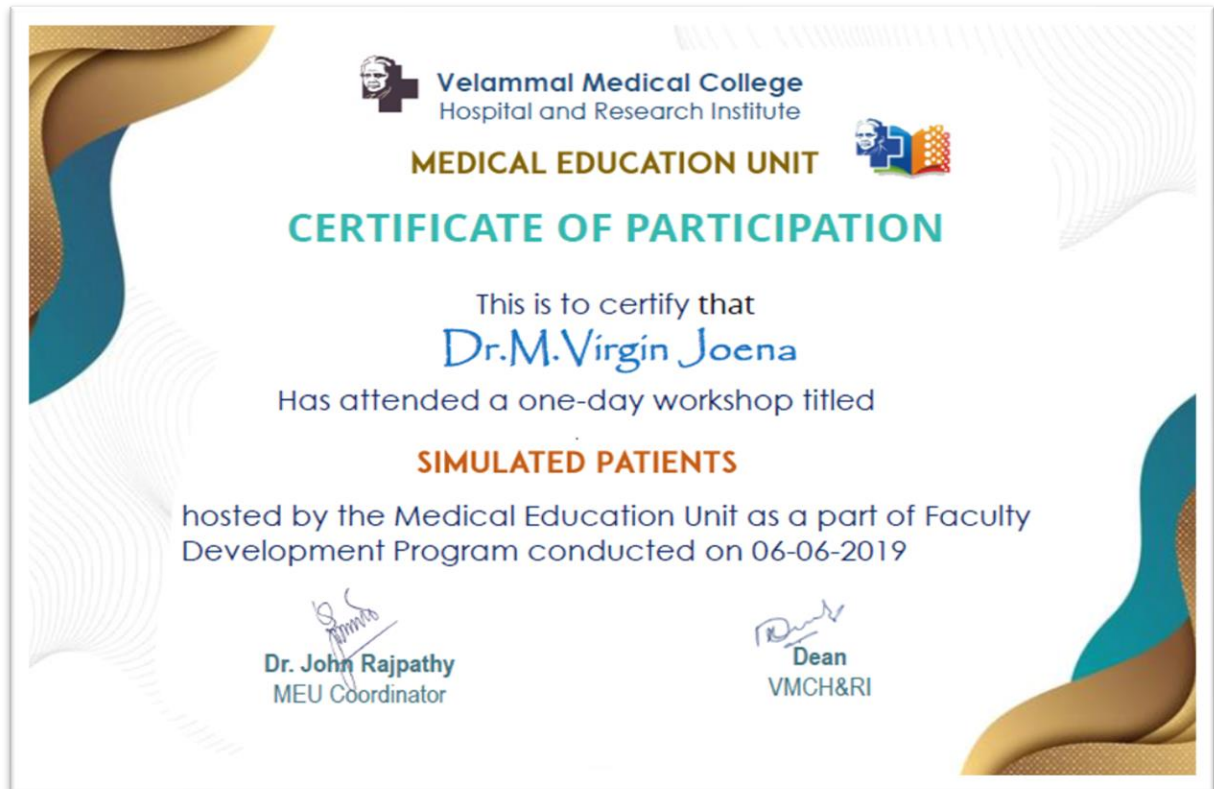 Velammal Medical College
Hospital and Research Institute
MEDICAL EDUCATION UNIT
CERTIFICATE OF PARTICIPATION
This is to certify that
Dr.M.Virgin Joena
Has attended a one-day workshop titled
SIMULATED PATIENTS
hosted by the Medical Education Unit as a part of Faculty
Development Program conducted on 06-06-2019
Dr. John Rajpathy
MEU Coordinator
Dean
VMCH&RI